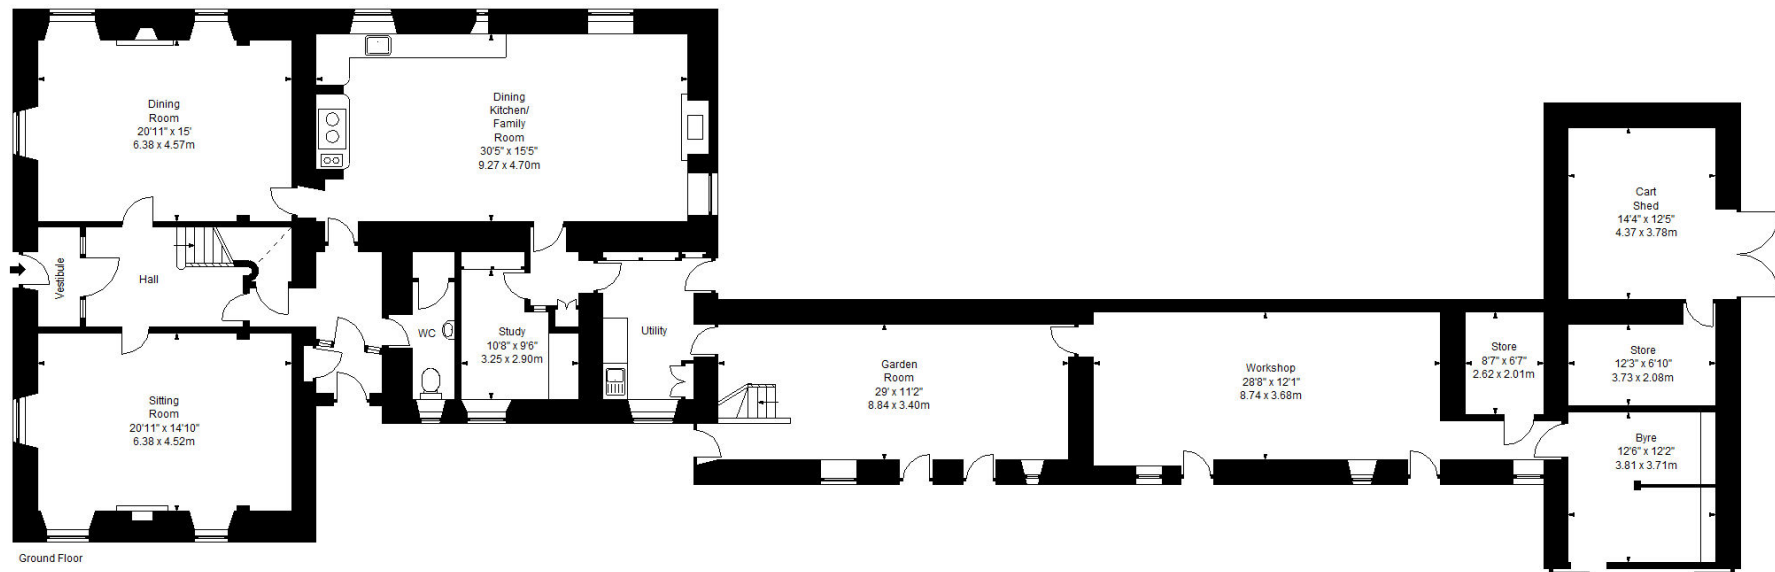 Dining
Room
20'11" x 15'
6.38 x 4.57m
Dining
Kitchen/
Family
Room
30'5" x 15'5"
9.27 x 4.70m
Cart
Shed
14'4" x 12'5"
4.37 x 3.78m
Vestibule
Hall
WC
Study
10'8" x 9'6"
3.25 x 2.90m
Utility
Garden
Room
29' x 11'2"
8.84 x 3.40m
Workshop
28'8" x 12'1"
8.74 x 3.68m
Store
8'7" x 6'7"
2.62 x 2.01m
Store
12'3" x 6'10"
3.73 x 2.08m
Sitting
Room
20'11" x 14'10"
6.38 x 4.52m
Byre
12'6" x 12'2"
3.81 x 3.71m
Ground Floor